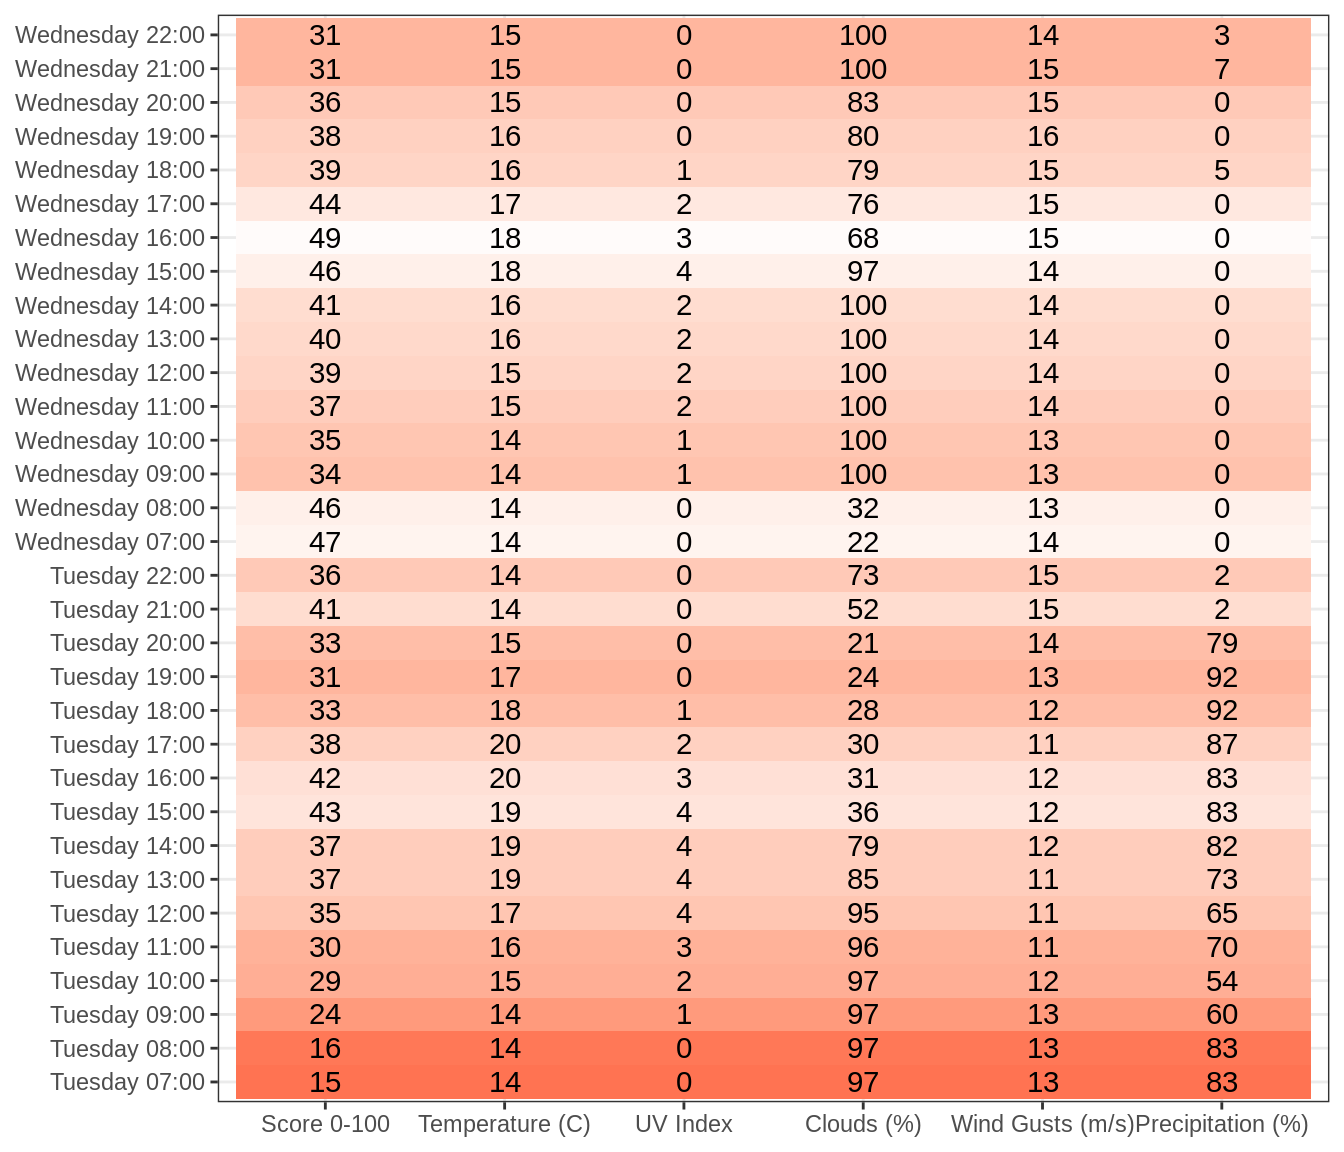 Wednesday 22:00 31 15 0 100 14 3
Wednesday 21:00 31 15 0 100 15 7
Wednesday 20:00 36 15 0 83 15 0
Wednesday 19:00 38 16 0 80 16 0
Wednesday 18:00 39 16 1 79 15 5
Wednesday 17:00 44 17 2 76 15 0
Wednesday 16:00 49 18 3 68 15 0
Wednesday 15:00 46 18 4 97 14 0
Wednesday 14:00 41 16 2 100 14 0
Wednesday 13:00 40 16 2 100 14 0
Wednesday 12:00 39 15 2 100 14 0
Wednesday 11:00 37 15 2 100 14 0
Wednesday 10:00 35 14 1 100 13 0
Wednesday 09:00 34 14 1 100 13 0
Wednesday 08:00 46 14 0 32 13 0
Wednesday 07:00 47 14 0 22 14 0
Tuesday 22:00 36 14 0 73 15 2
Tuesday 21:00 41 14 0 52 15 2
Tuesday 20:00 33 15 0 21 14 79
Tuesday 19:00 31 17 0 24 13 92
Tuesday 18:00 33 18 1 28 12 92
Tuesday 17:00 38 20 2 30 11 87
Tuesday 16:00 42 20 3 31 12 83
Tuesday 15:00 43 19 4 36 12 83
Tuesday 14:00 37 19 4 79 12 82
Tuesday 13:00 37 19 4 85 11 73
Tuesday 12:00 35 17 4 95 11 65
Tuesday 11:00 30 16 3 96 11 70
Tuesday 10:00 29 15 2 97 12 54
Tuesday 09:00 24 14 1 97 13 60
Tuesday 08:00 16 14 0 97 13 83
Tuesday 07:00 15 14 0 97 13 83
Score 0-100 Temperature (C) UV Index Clouds (%) Wind Gusts (m/s) Precipitation (%)